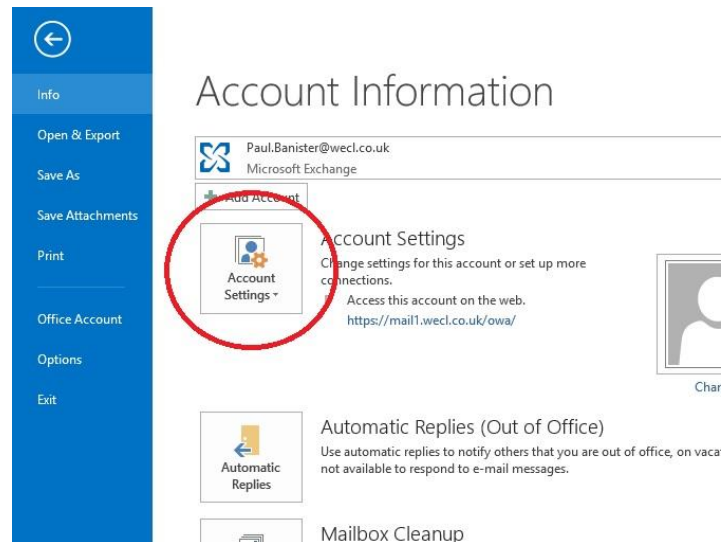 Info
Open & Export
Save As
Save Attachments
Print
Office Account
Options
Exit
Account Information
Paul.Banister@wecl.co.uk
Microsoft Exchange
Add Account
Account
Settings
Account Settings
Change settings for this account or set up more
connections.
Access this account on the web.
https://mail1.wecl.co.uk/owa/
Chan
Automatic
Replies
Automatic Replies (Out of Office)
Use automatic replies to notify others that you are out of office, on vaca
not available to respond to e-mail messages.
Mailbox Cleanup